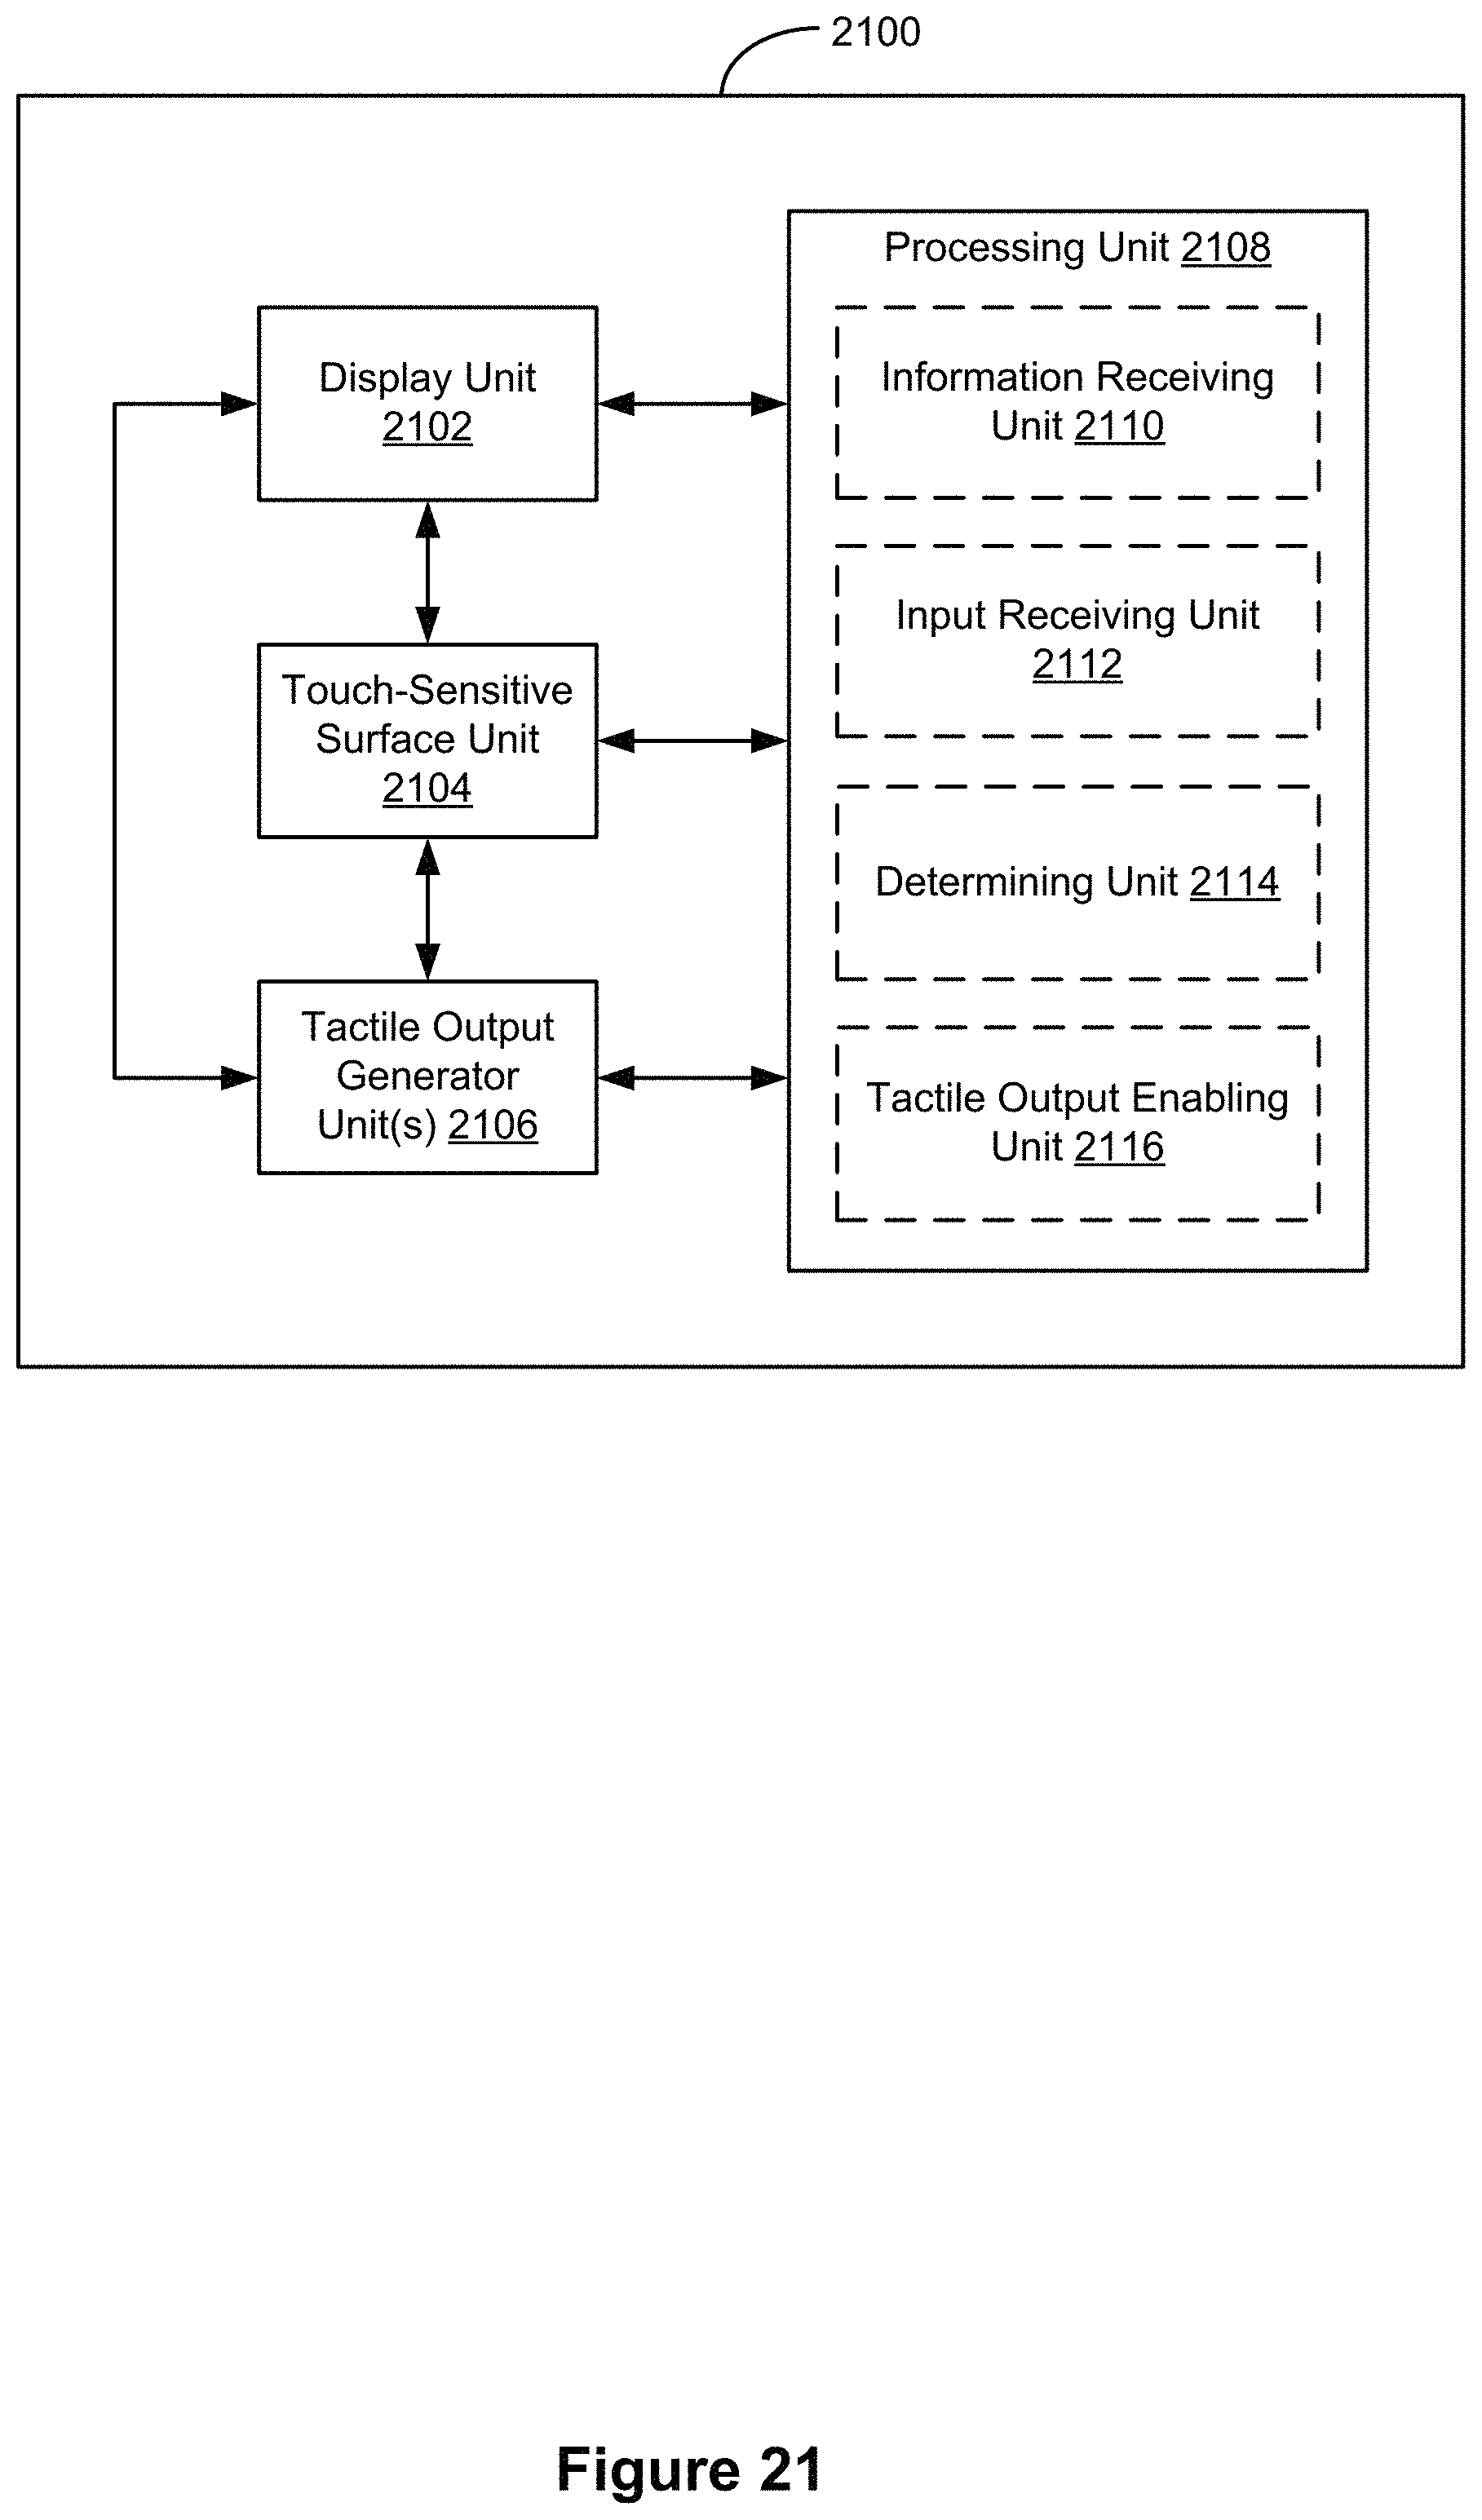 2100
Processing Unit 2108
Display Unit
2102
Information Receiving
Unit 2110
Input Receiving Unit
2112
Touch-Sensitive
Surface Unit
2104
Determining Unit 2114
Tactile Output
Generator
Unit(s) 2106
Tactile Output Enabling
Unit 2116
Figure 21